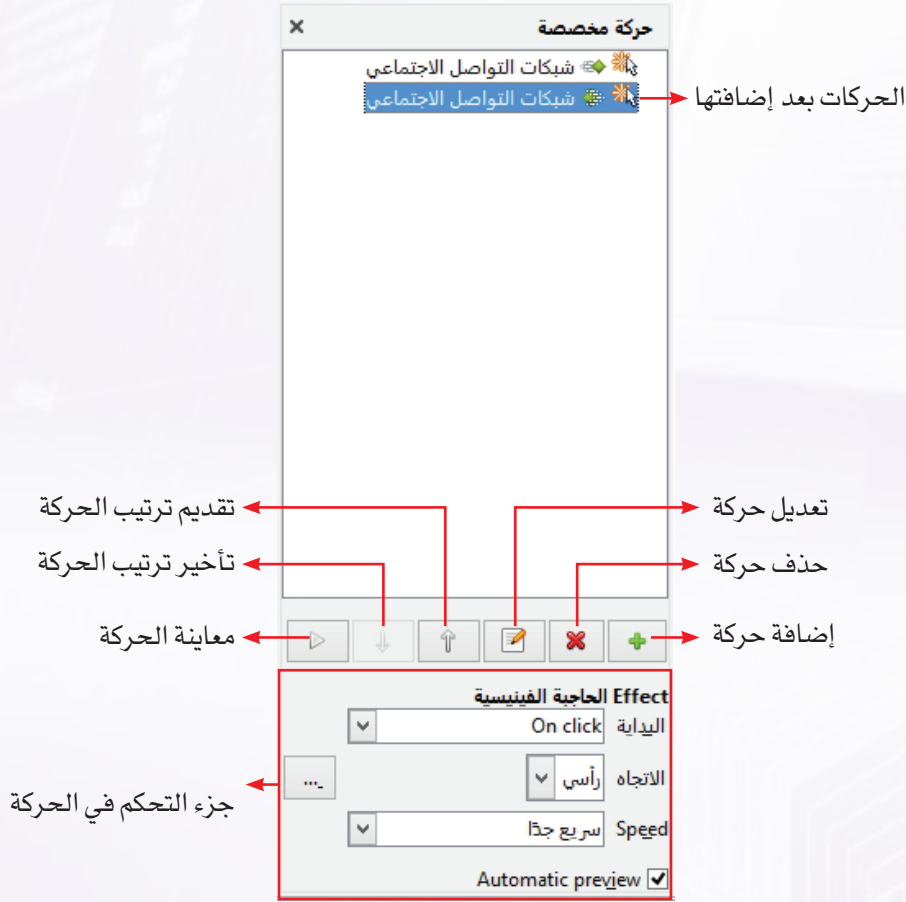 حركة مخصصة
شبكات التواصل الاجتماعي
شبكات التواصل الاجتماعي
الحركات بعد إضافتها
تعديل حركة
تقديم ترتيب الحركة
حذف حركة
تأخير ترتيب الحركة
إضافة حركة
معاينة الحركة
Effect الحاجبة الفينيسية
البداية On click
الاتجاه رأسي
...
جزء التحكم في الحركة
Speed سريع جدًا
Automatic preview